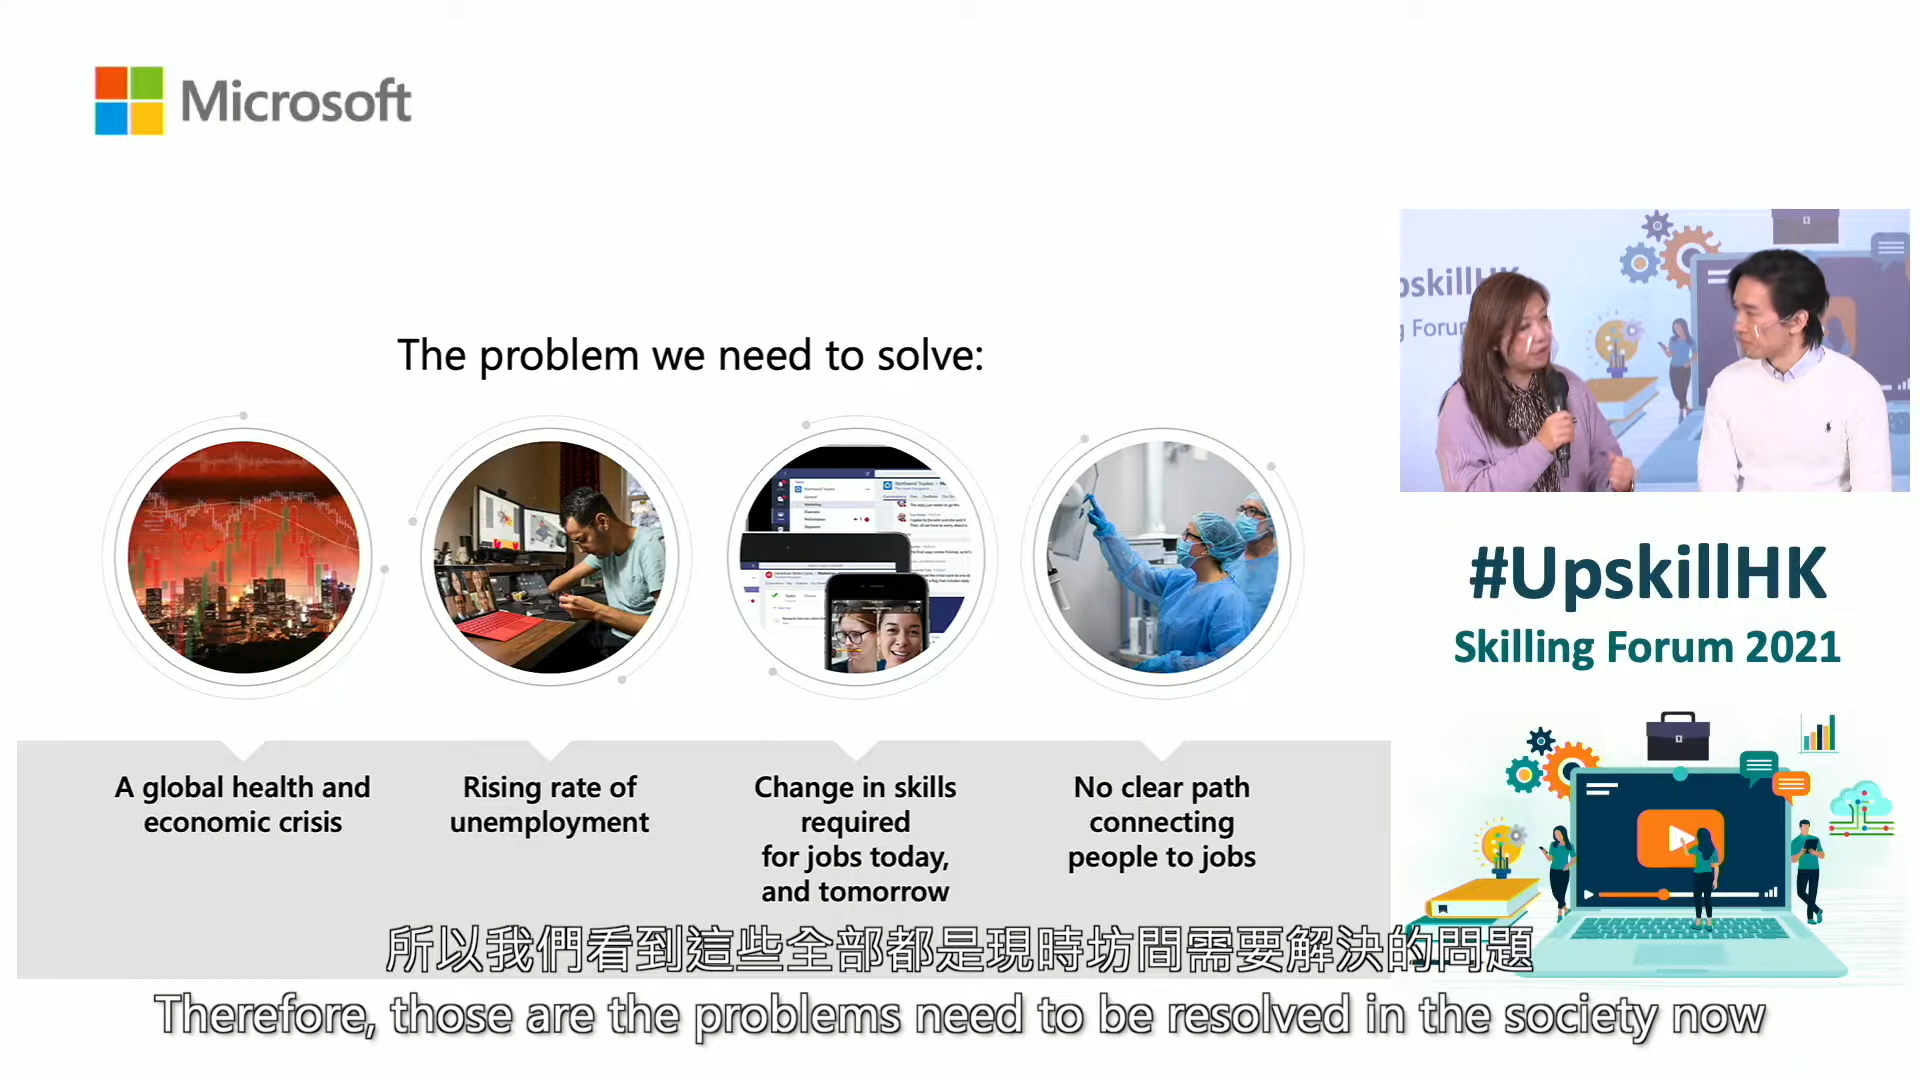 Microsoft
The problem we need to solve:
A global health and
economic crisis
Rising rate of
unemployment
Change in skills
required
for jobs today,
and tomorrow
No clear path
connecting
people to jobs
#UpskillHK
Skilling Forum 2021
所以我們看到這些全部都是現時坊間需要解決的問題
Therefore, those are the problems need to be resolved in the society now